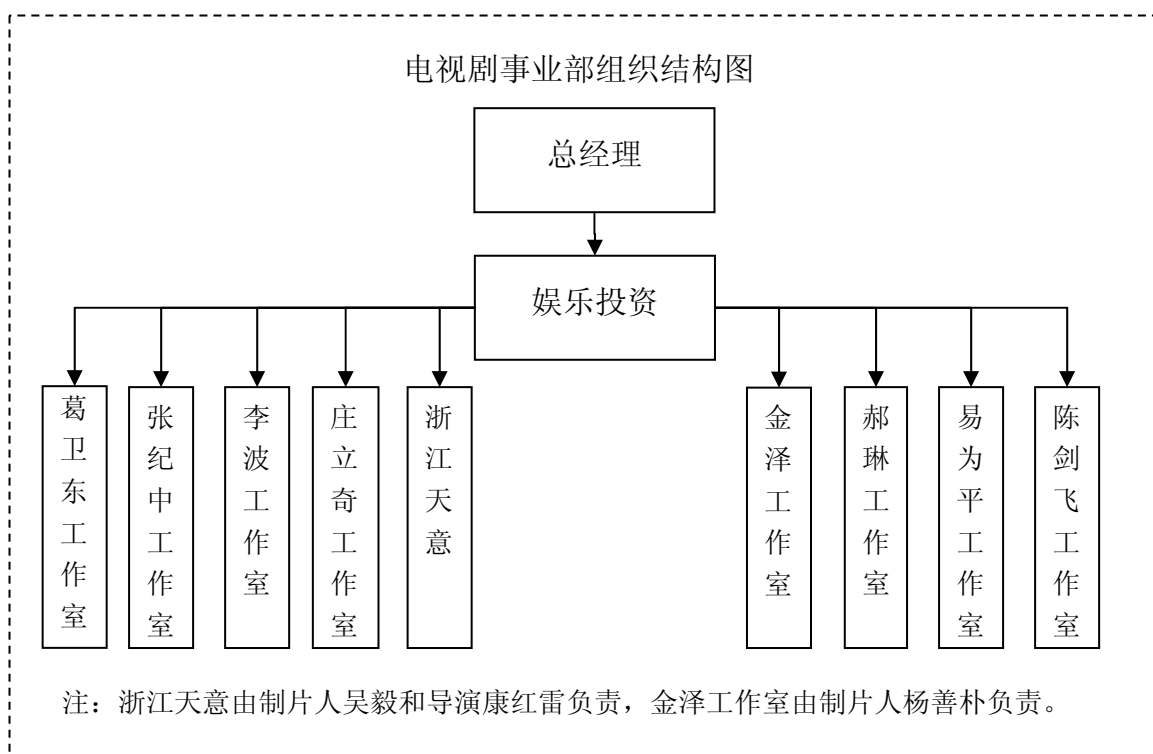 电视剧事业部组织结构图
总经理
娱乐投资
葛卫东工作室
张纪中工作室
李波工作室
庄立奇工作室
浙江天意
金泽工作室
郝琳工作室
易为平工作室
陈剑飞工作室
注：浙江天意由制片人吴毅和导演康红雷负责，金泽工作室由制片人杨善朴负责。